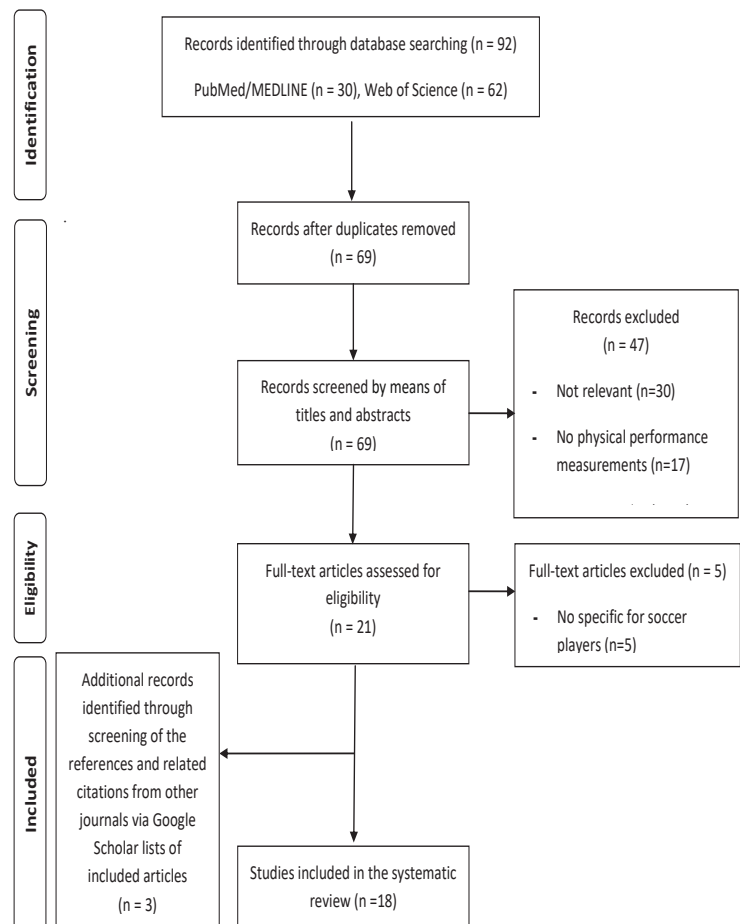 Identification
Records identified through database searching (n = 92)
PubMed/MEDLINE (n = 30), Web of Science (n = 62)
Records after duplicates removed
(n = 69)
Screening
Records screened by means of
titles and abstracts
(n = 69)
Records excluded
(n = 47)
- Not relevant (n=30)
- No physical performance
measurements (n=17)
Eligibility
Full-text articles assessed for
eligibility
(n = 21)
Full-text articles excluded (n = 5)
- No specific for soccer
players (n=5)
Included
Additional records
identified through
screening of the
references and related
citations from other
journals via Google
Scholar lists of
included articles
(n = 3)
Studies included in the systematic
review (n =18)